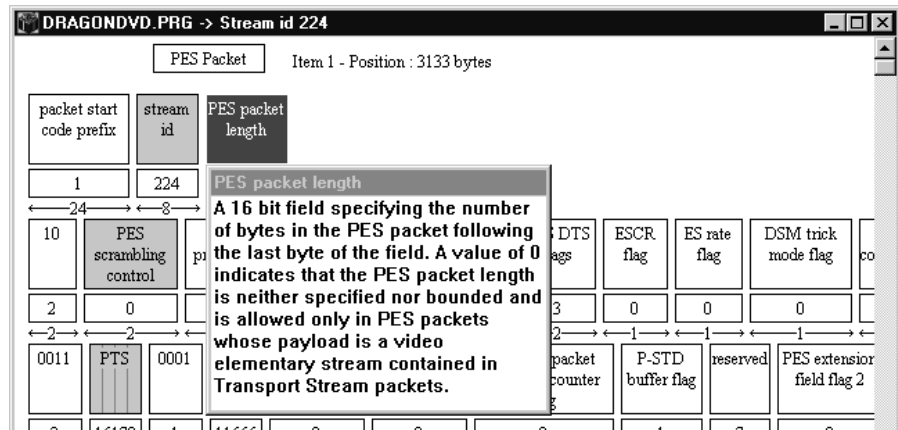 DRAGONDVD.PRG -> Stream id 224
PES Packet
Item 1 - Position : 3133 bytes
packet start
code prefix
stream
id
PES packet
length
1
224
24
8
PES packet length
A 16 bit field specifying the number
of bytes in the PES packet following
the last byte of the field. A value of 0
indicates that the PES packet length
is neither specified nor bounded and
is allowed only in PES packets
whose payload is a video
elementary stream contained in
Transport Stream packets.
10
PES
scrambling
control
DTS
ESCR
flag
ES rate
flag
DSM trick
mode flag
2
0
3
0
0
0
2
2
2
1
1
1
0011
PTS
0001
packet
counter
P-STD
buffer flag
reserved
PES extension
field flag 2